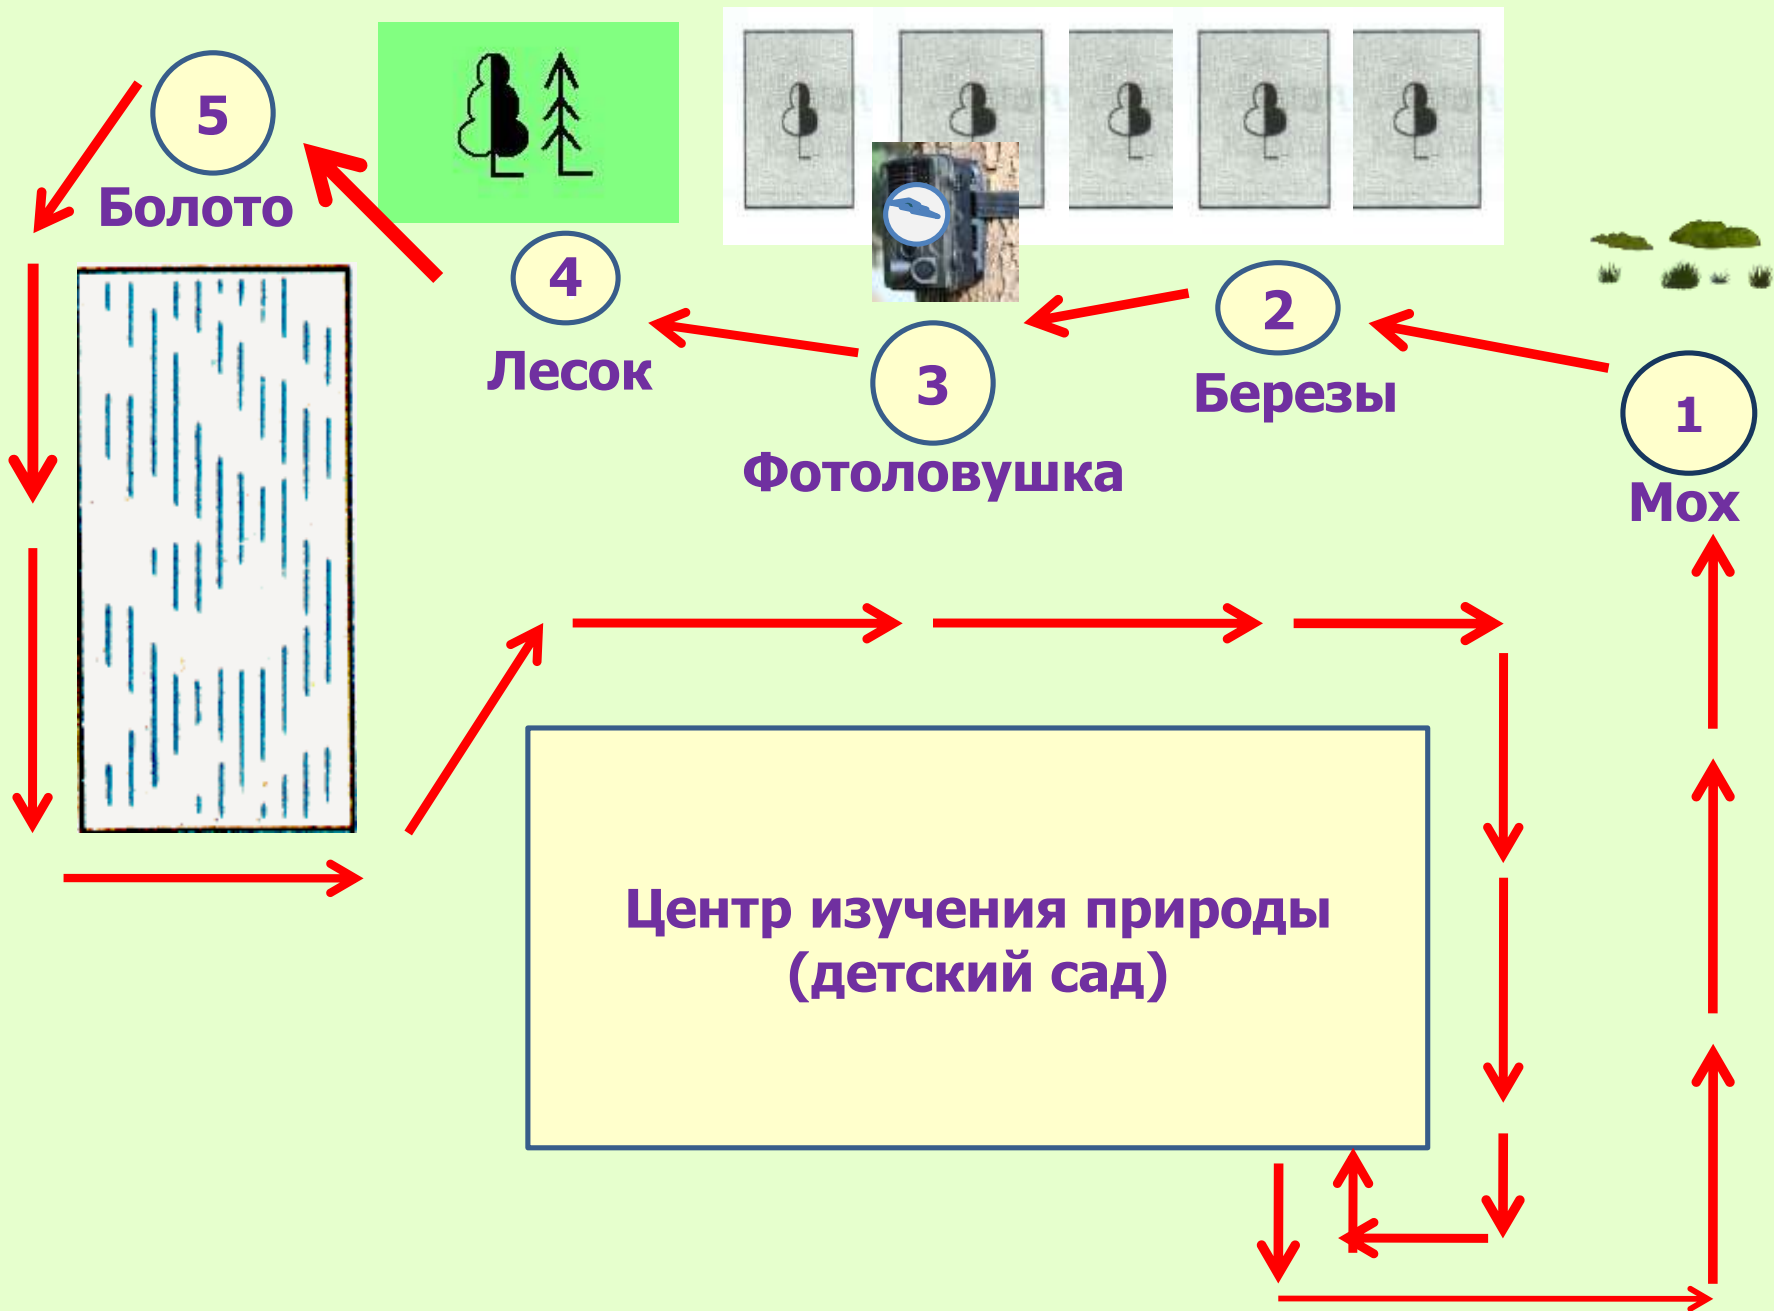 5
Болото
4
Лесок
3
Фотоловушка
2
Березы
1
Мох
Центр изучения природы
(детский сад)